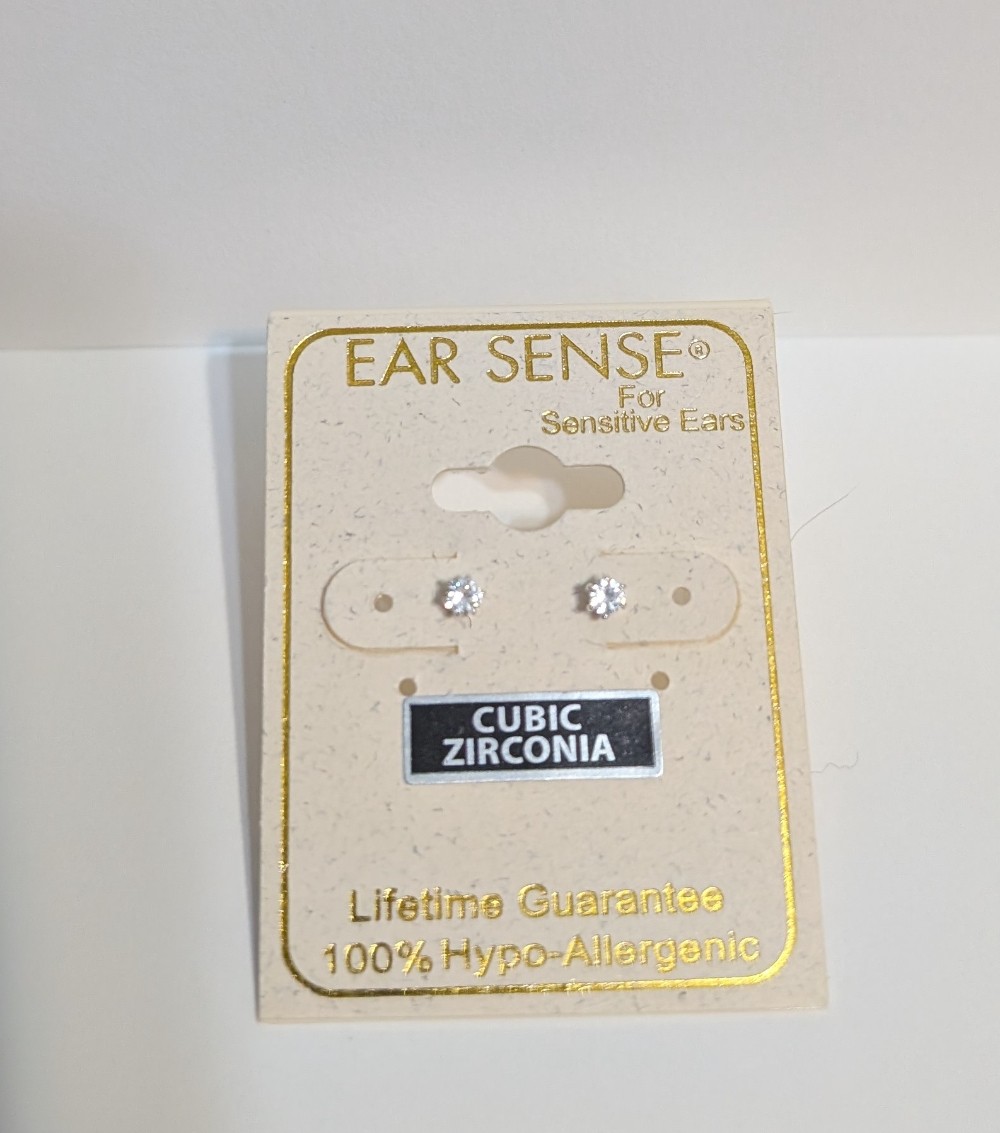 EAR SENSE®
For
Sensitive Ears
CUBIC
ZIRCONIA
Lifetime Guarantee
100% Hypo-Allergenic